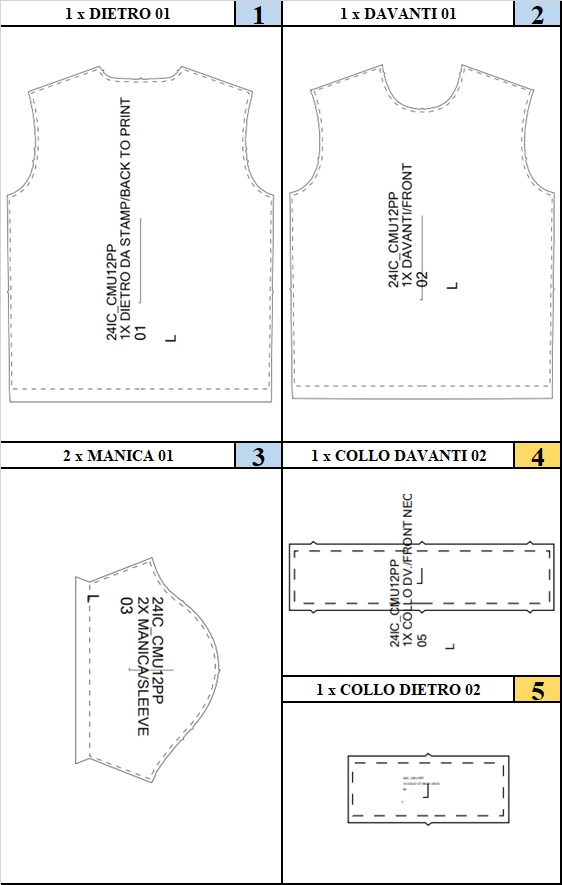 1 x DIETRO 01
1
1 x DAVANTI 01
2
24IC_CMU12PP
1X DIETRO DA STAMP/BACK TO PRINT
01
L
24IC_CMU12PP
1X DAVANTI/FRONT
02
L
2 x MANICA 01
3
1 x COLLO DAVANTI 02
4
24IC_CMU12PP
2X MANICA/SLEEVE
03
L
24IC_CMU12PP
1X COLLO DV./FRONT NEC
05
L
1 x COLLO DIETRO 02
5